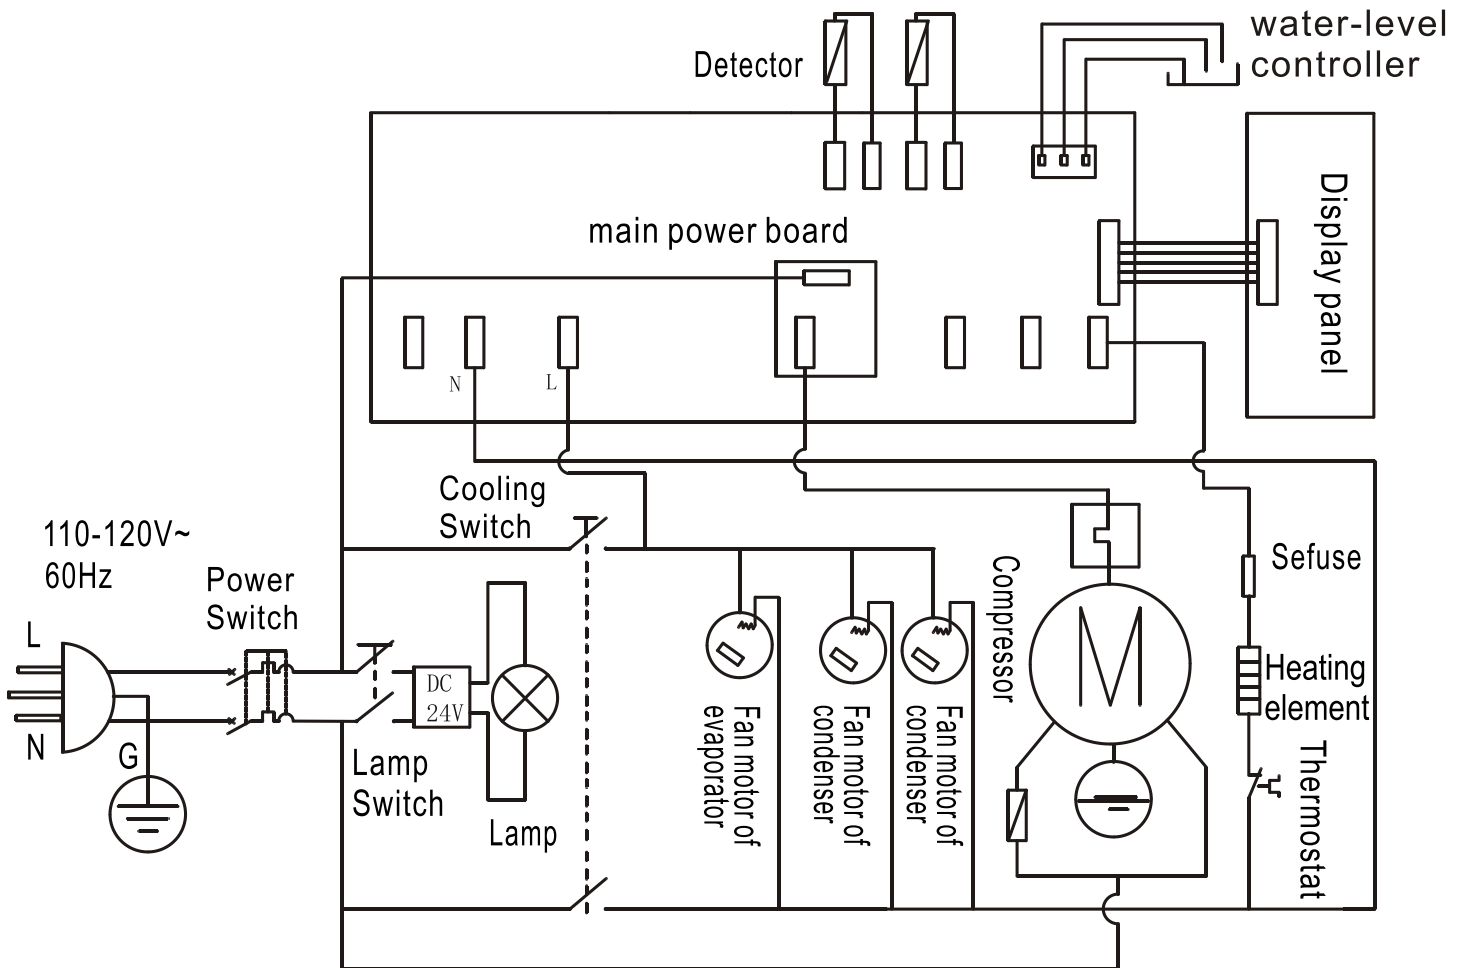 water-level
controller
Detector
main power board
Display panel
N
L
Cooling
Switch
110-120V~
60Hz
Power
Switch
L
N
G
DC
24V
Lamp
Switch
Lamp
Fan motor of
evaporator
Fan motor of
condenser
Fan motor of
condenser
Compressor
M
Sefuse
Heating
element
Thermostat